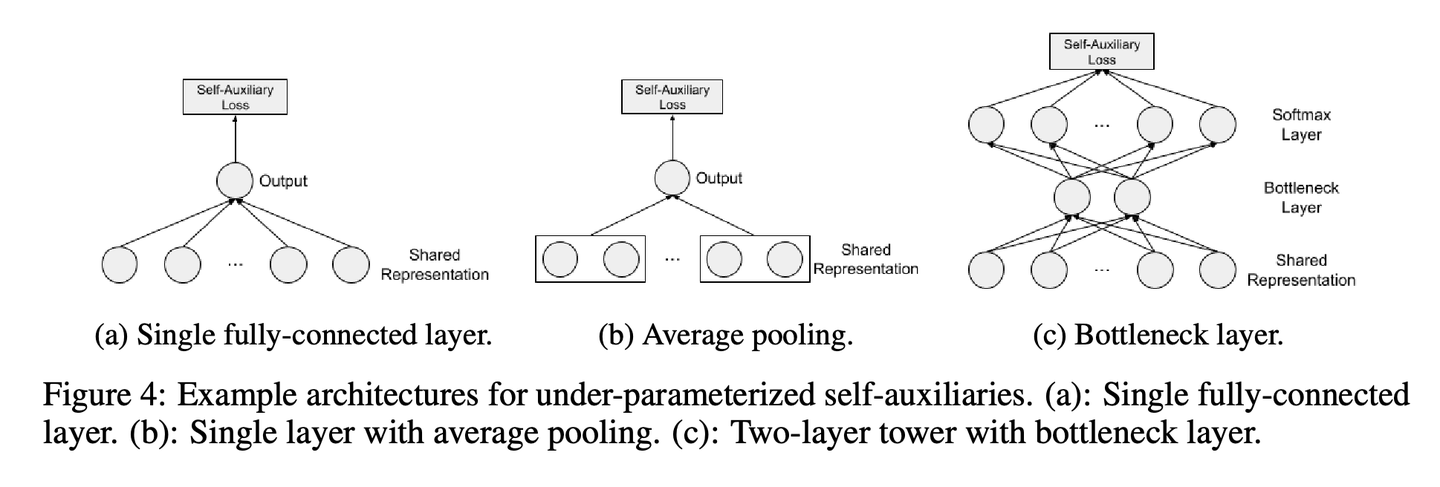 Self-Auxiliary
Loss
Output
...
Shared
Representation
(a) Single fully-connected layer.
Self-Auxiliary
Loss
Output
...
Shared
Representation
(b) Average pooling.
Self-Auxiliary
Loss
...
Softmax
Layer
Bottleneck
Layer
...
Shared
Representation
(c) Bottleneck layer.
Figure 4: Example architectures for under-parameterized self-auxiliaries. (a): Single fully-connected
layer. (b): Single layer with average pooling. (c): Two-layer tower with bottleneck layer.